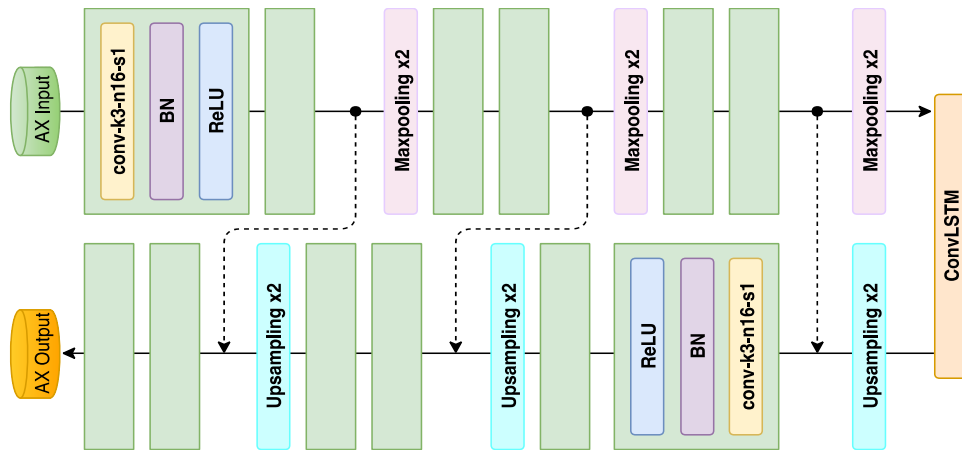 AX Input
conv-k3-n16-s1
BN
ReLU
Maxpooling x2
Maxpooling x2
Maxpooling x2
ConvLSTM
AX Output
Upsampling x2
Upsampling x2
ReLU
BN
conv-k3-n16-s1
Upsampling x2